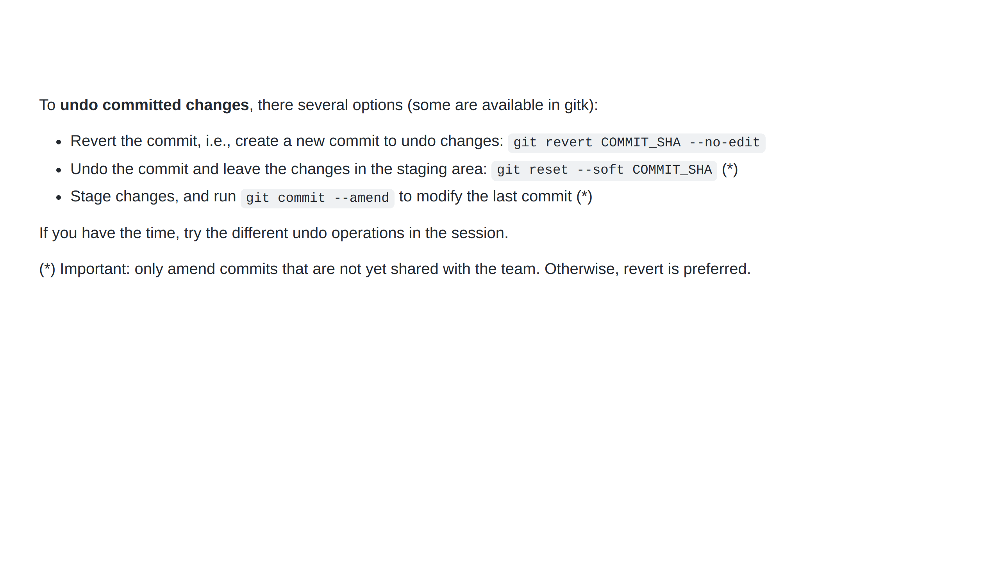 To undo committed changes, there several options (some are available in gitk):
• Revert the commit, i.e., create a new commit to undo changes: git revert COMMIT_SHA --no-edit
• Undo the commit and leave the changes in the staging area: git reset --soft COMMIT_SHA (*)
• Stage changes, and run git commit --amend to modify the last commit (*)
If you have the time, try the different undo operations in the session.
(*) Important: only amend commits that are not yet shared with the team. Otherwise, revert is preferred.